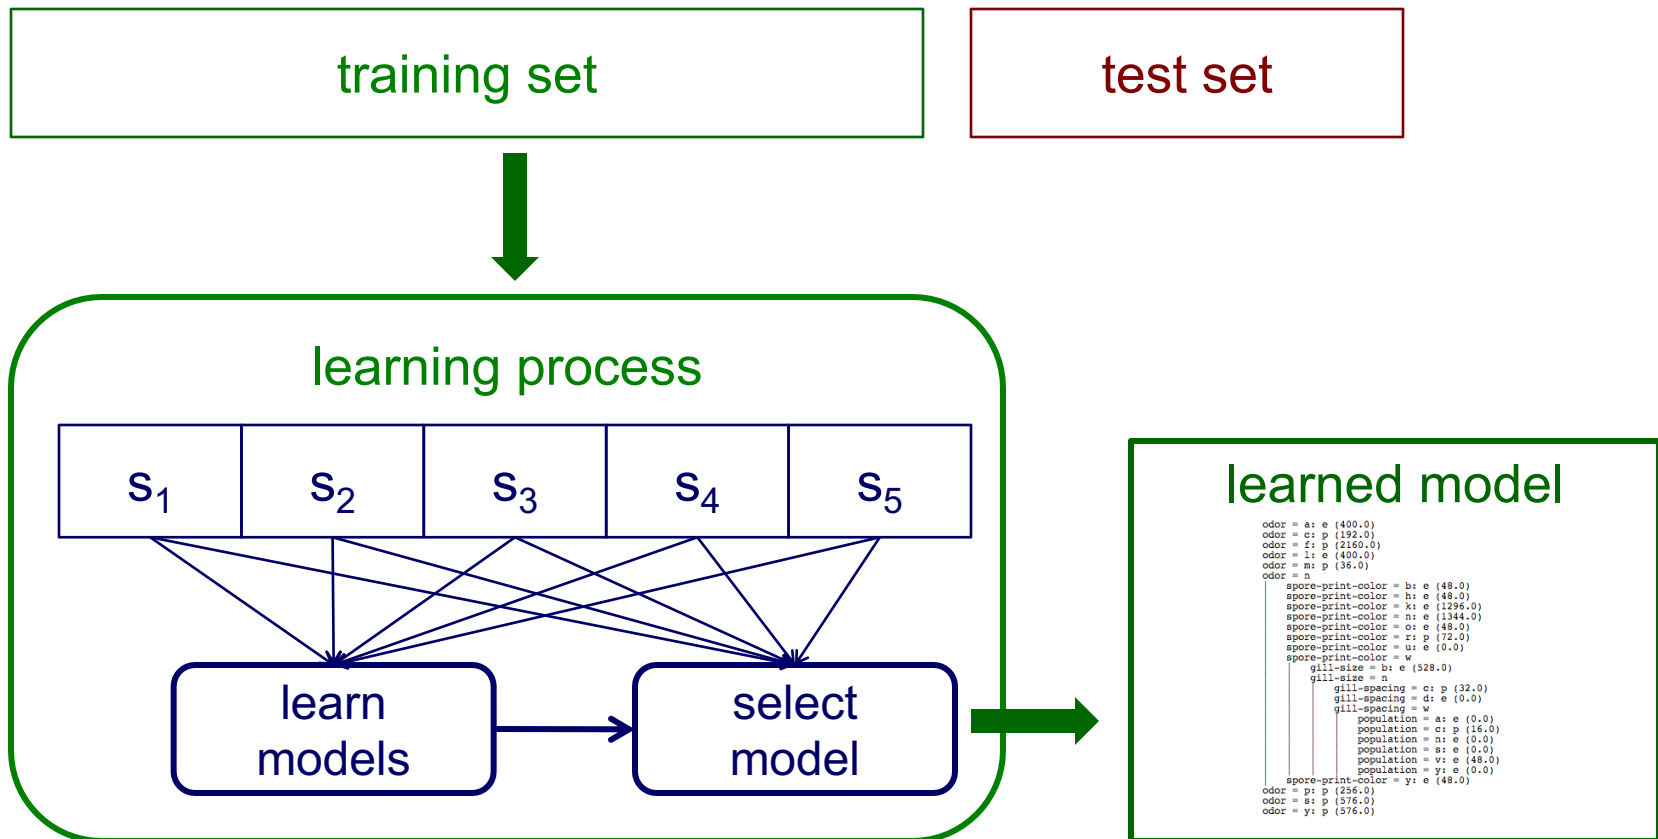 training set
test set
learning process
s1 s2 s3 s4 s5
learn
models
select
model
learned model
odor = a: e (400.0)
odor = c: p (192.0)
odor = f: p (2160.0)
odor = l: e (400.0)
odor = m: p (36.0)
odor = n
| spore-print-color = b: e (48.0)
| spore-print-color = h: e (48.0)
| spore-print-color = k: e (1296.0)
| spore-print-color = n: e (1344.0)
| spore-print-color = o: e (48.0)
| spore-print-color = r: p (72.0)
| spore-print-color = u: e (0.0)
| spore-print-color = w
| | gill-size = b: e (528.0)
| | gill-size = n
| | | gill-spacing = c: p (32.0)
| | | gill-spacing = d: e (0.0)
| | | gill-spacing = w
| | | | population = a: e (0.0)
| | | | population = c: p (16.0)
| | | | population = n: e (0.0)
| | | | population = s: e (0.0)
| | | | population = v: e (48.0)
| | | | population = y: e (0.0)
| spore-print-color = y: e (48.0)
odor = p: p (256.0)
odor = s: p (576.0)
odor = y: p (576.0)